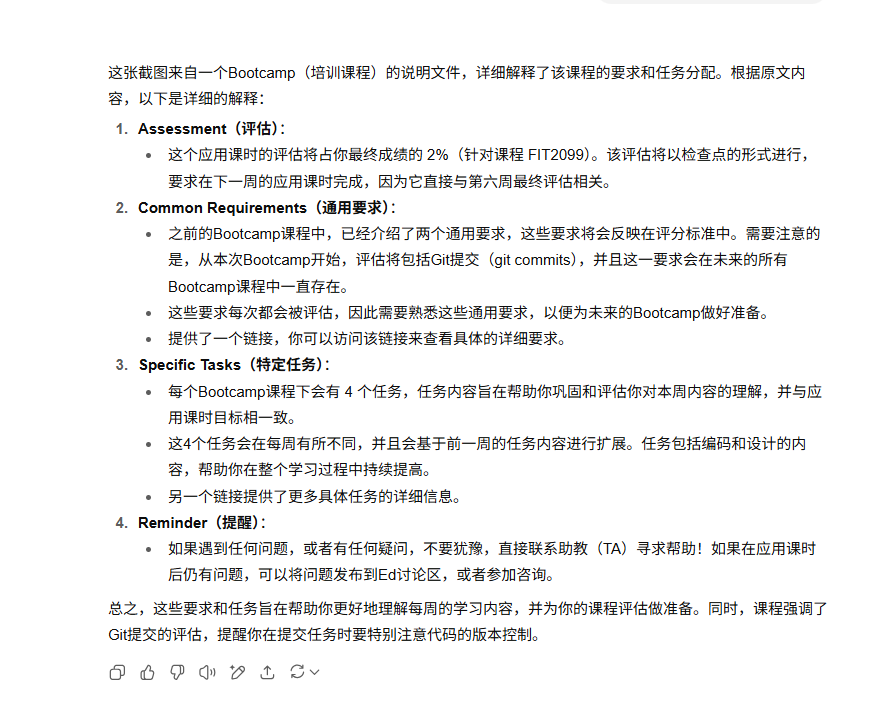 这张截图来自一个Bootcamp（培训课程）的说明文件，详细解释了该课程的要求和任务分配。根据原文内
容，以下是详细的解释：
1. Assessment（评估）：
• 这个应用课时的评估将占你最终成绩的 2%（针对课程 FIT2099）。该评估将以检查点的形式进行，
要求在下一周的应用课时完成，因为它直接与第六周最终评估相关。
2. Common Requirements（通用要求）：
• 之前的Bootcamp课程中，已经介绍了两个通用要求，这些要求将会反映在评分标准中。需要注意的
是，从本次Bootcamp开始，评估将包括Git提交（git commits），并且这一要求会在未来的所有
Bootcamp课程中一直存在。
• 这些要求每次都会被评估，因此需要熟悉这些通用要求，以便为未来的Bootcamp做好准备。
• 提供了一个链接，你可以访问该链接来查看具体的详细要求。
3. Specific Tasks（特定任务）：
• 每个Bootcamp课程下会有 4 个任务，任务内容旨在帮助你巩固和评估你对本周内容的理解，并与应
用课时目标相一致。
• 这4个任务会在每周有所不同，并且会基于前一周的任务内容进行扩展。任务包括编码和设计的内
容，帮助你在整个学习过程中持续提高。
• 另一个链接提供了更多具体任务的详细信息。
4. Reminder（提醒）：
• 如果遇到任何问题，或者有任何疑问，不要犹豫，直接联系助教（TA）寻求帮助！如果在应用课时
后仍有问题，可以将问题发布到Ed讨论区，或者参加咨询。
总之，这些要求和任务旨在帮助你更好地理解每周的学习内容，并为你的课程评估做准备。同时，课程强调了
Git提交的评估，提醒你在提交任务时要特别注意代码的版本控制。